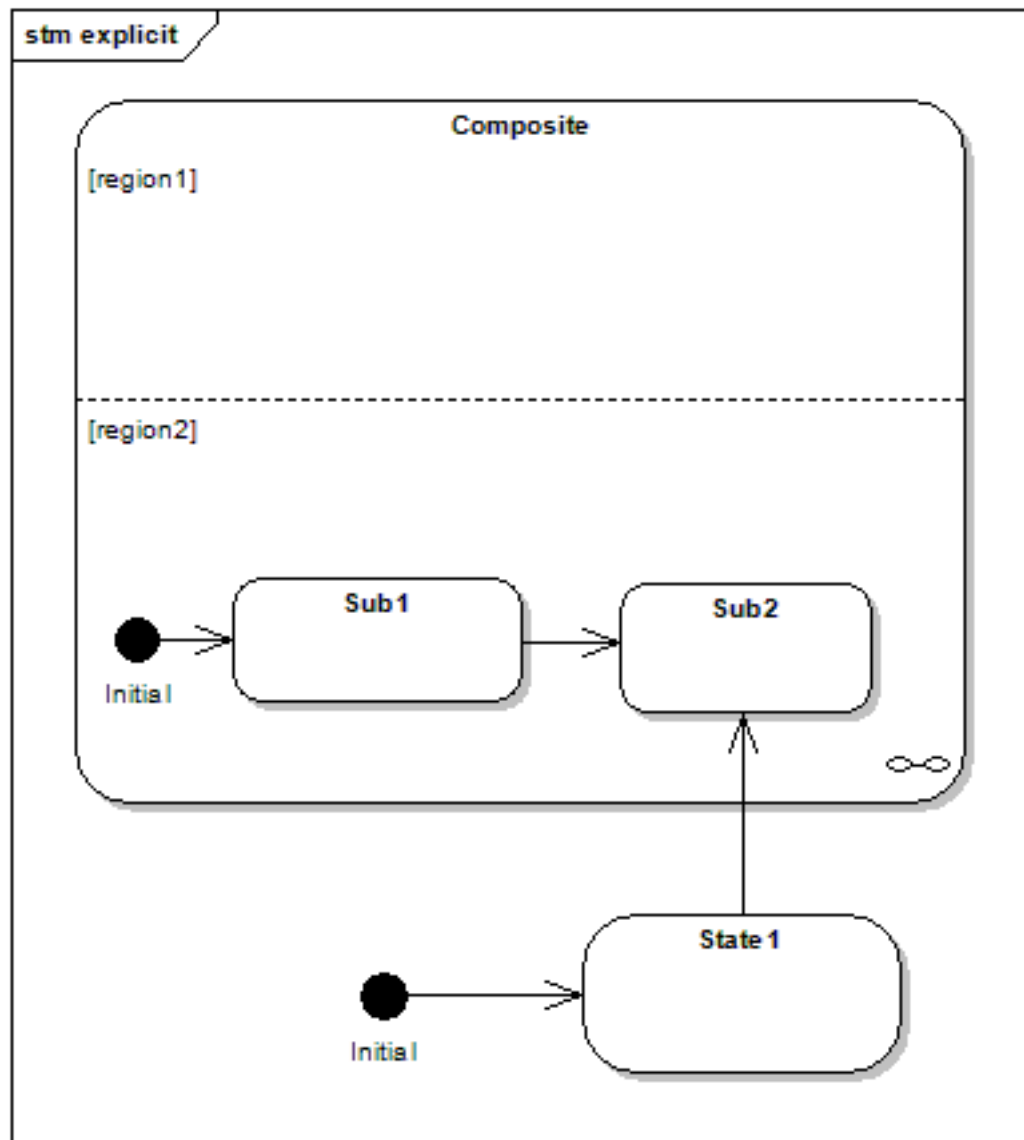 stm explicit
Composite
[region1]
[region2]
Sub1
Sub2
Initial
State1
Initial